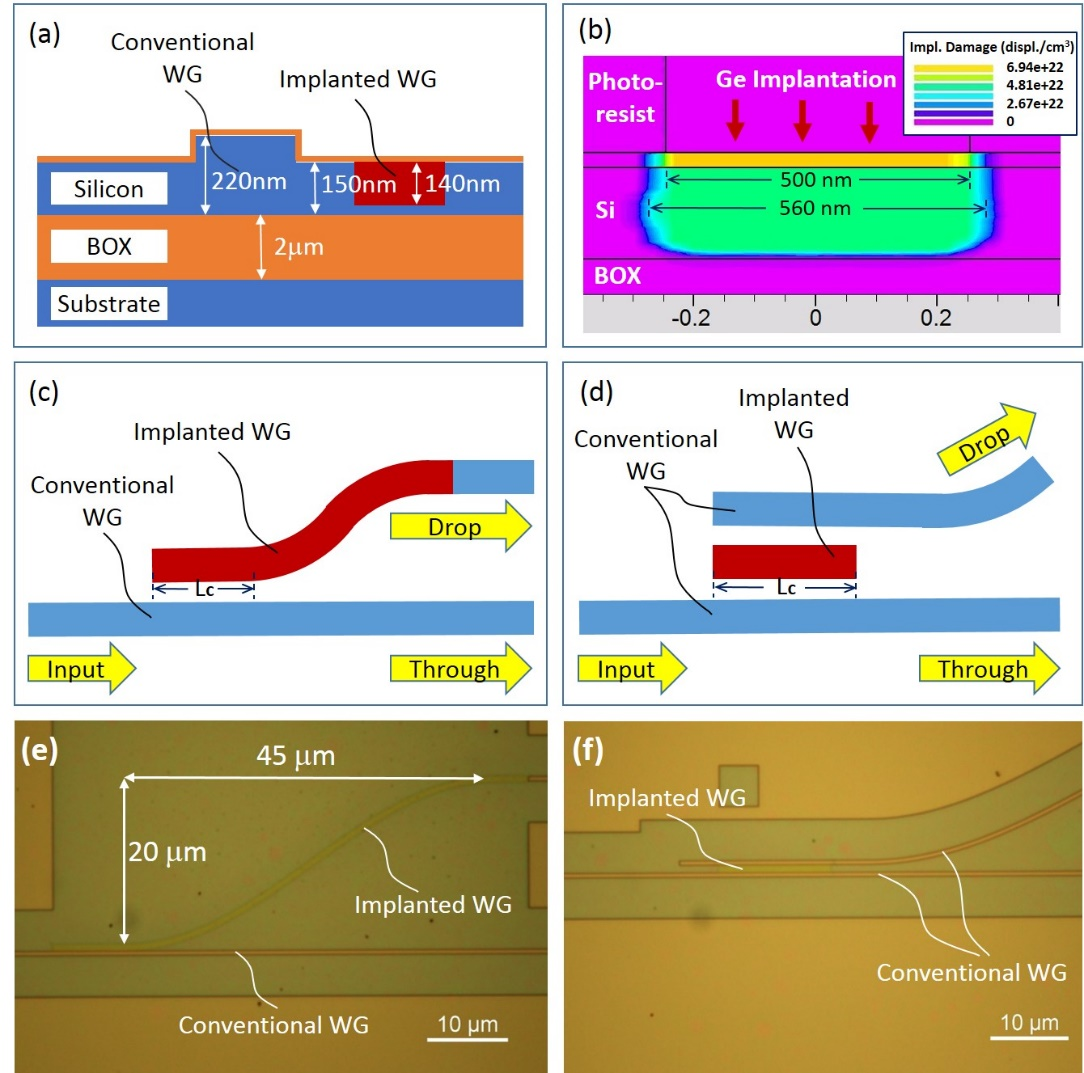 (a)
Conventional
WG
Implanted WG
Silicon
220nm
150nm
140nm
BOX
2μm
Substrate
(b)
Impl. Damage (displ./cm³)
6.94e+22
4.81e+22
2.67e+22
0
Photo-
resist
Ge Implantation
500 nm
560 nm
Si
BOX
-0.2
0
0.2
(c)
Implanted WG
Conventional
WG
Drop
Lc
Input
Through
(d)
Implanted
WG
Conventional
WG
Drop
Lc
Input
Through
(e)
45 μm
20 μm
Implanted WG
Conventional WG
10 μm
(f)
Implanted WG
Conventional WG
10 μm